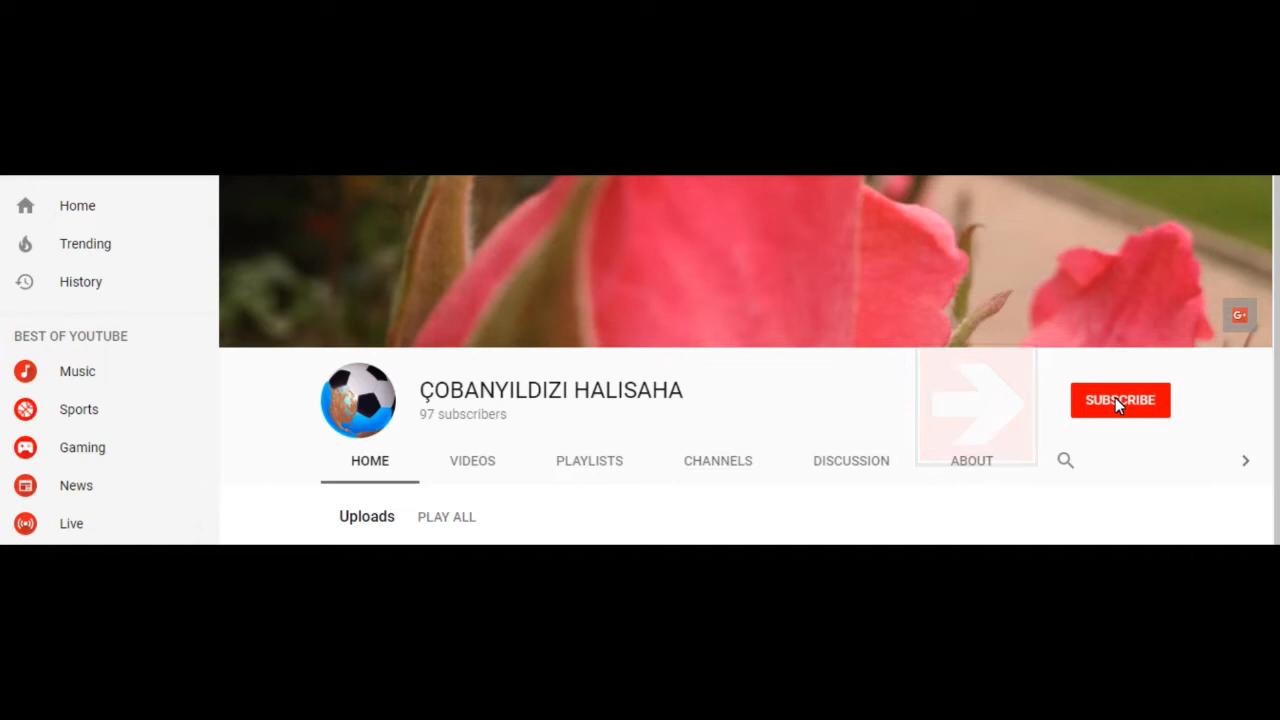 Home
Trending
History
BEST OF YOUTUBE
Music
Sports
Gaming
News
Live
G+
ÇOBANYILDIZI HALISAHA
97 subscribers
SUBSCRIBE
HOME VIDEOS PLAYLISTS CHANNELS DISCUSSION ABOUT
Uploads PLAY ALL